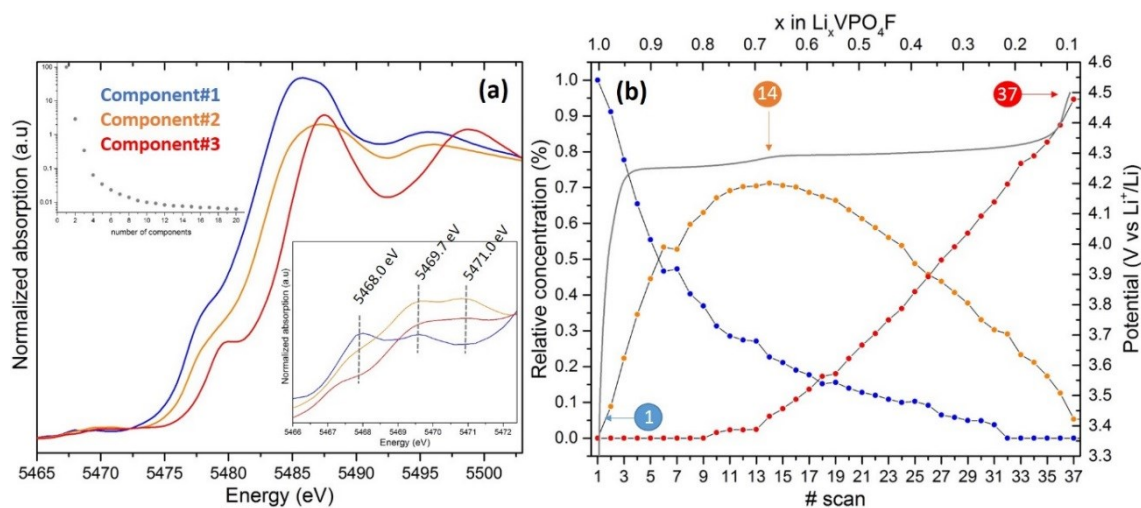 (a)
Component#1
Component#2
Component#3
100
10
1
0.1
0.01
0 2 4 6 8 10 12 14 16 18 20
number of components
5468.0 eV
5469.7 eV
5471.0 eV
Normalized absorption (a.u)
5466 5467 5468 5469 5470 5471 5472
Energy (eV)
Normalized absorption (a.u)
5465 5470 5475 5480 5485 5490 5495 5500
Energy (eV)
x in LixVPO4F
1.0 0.9 0.8 0.7 0.6 0.5 0.4 0.3 0.2 0.1
(b)
14
37
1
1.0
0.9
0.8
0.7
0.6
0.5
0.4
0.3
0.2
0.1
0.0
Relative concentration (%)
4.6
4.5
4.4
4.3
4.2
4.1
4.0
3.9
3.8
3.7
3.6
3.5
3.4
3.3
Potential (V vs Li+/Li)
1 3 5 7 9 11 13 15 17 19 21 23 25 27 29 31 33 35 37
# scan